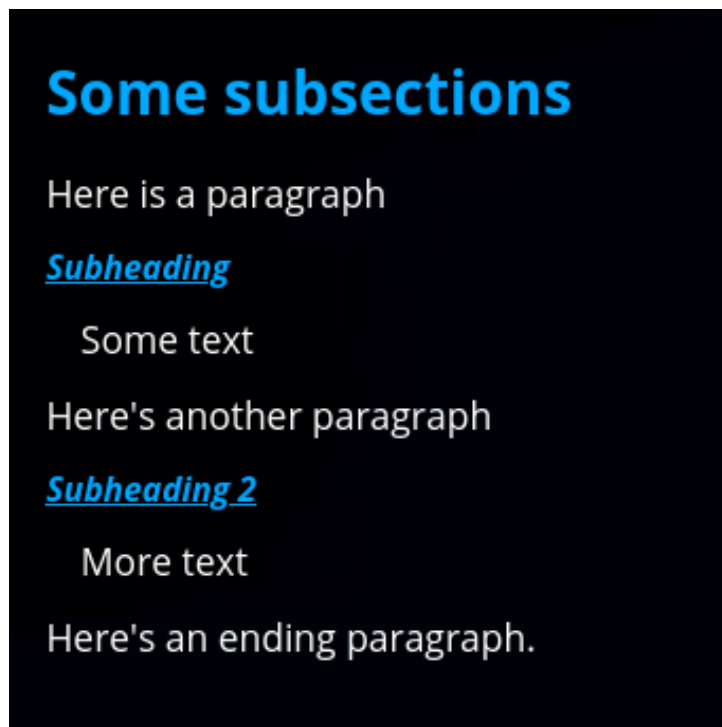 Some subsections
Here is a paragraph
Subheading
Some text
Here's another paragraph
Subheading 2
More text
Here's an ending paragraph.